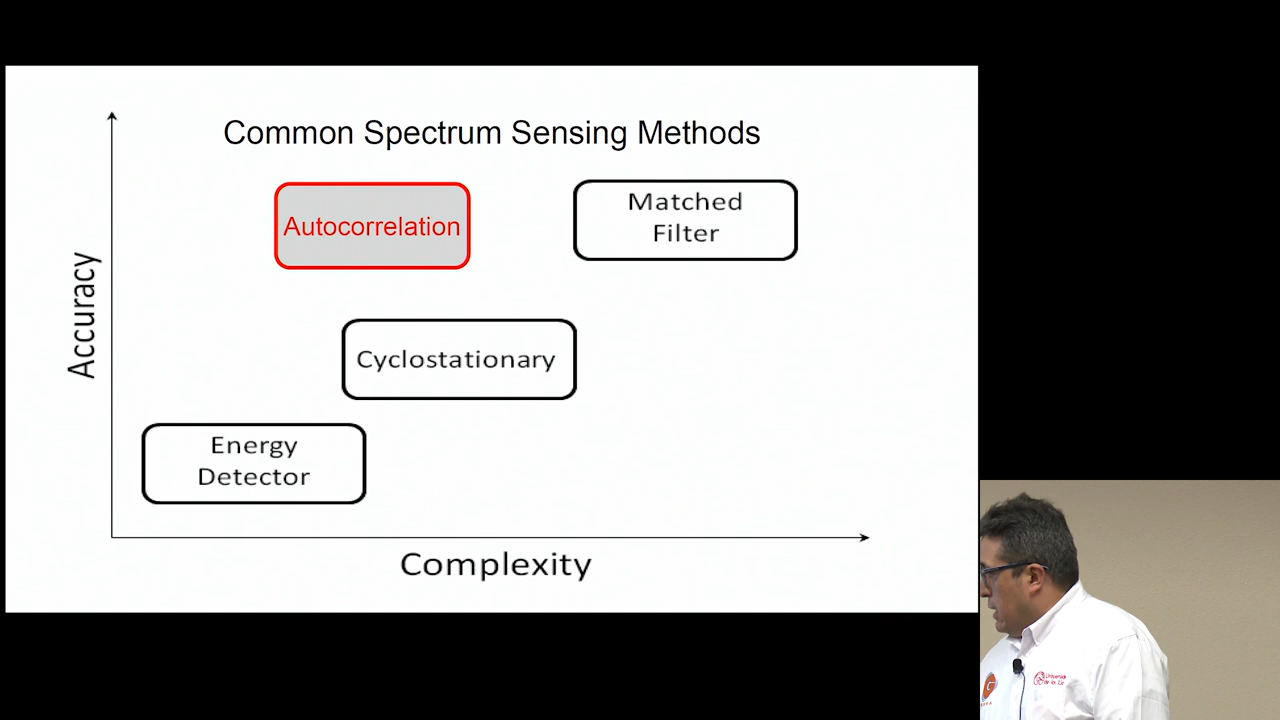 Common Spectrum Sensing Methods
Autocorrelation
Matched
Filter
Accuracy
Cyclostationary
Energy
Detector
Complexity